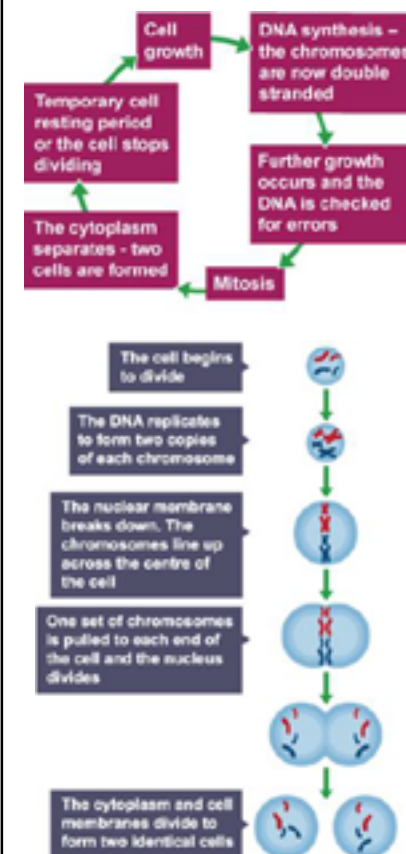 Cell
growth
DNA synthesis –
the chromosomes
are now double
stranded
Further growth
occurs and the
DNA is checked
for errors
Mitosis
The cytoplasm
separates - two
cells are formed
Temporary cell
resting period
or the cell stops
dividing
The cell begins
to divide
The DNA replicates
to form two copies
of each chromosome
The nuclear membrane
breaks down. The
chromosomes line up
across the centre of
the cell
One set of chromosomes
is pulled to each end of
the cell and the nucleus
divides
The cytoplasm and cell
membranes divide to
form two identical cells